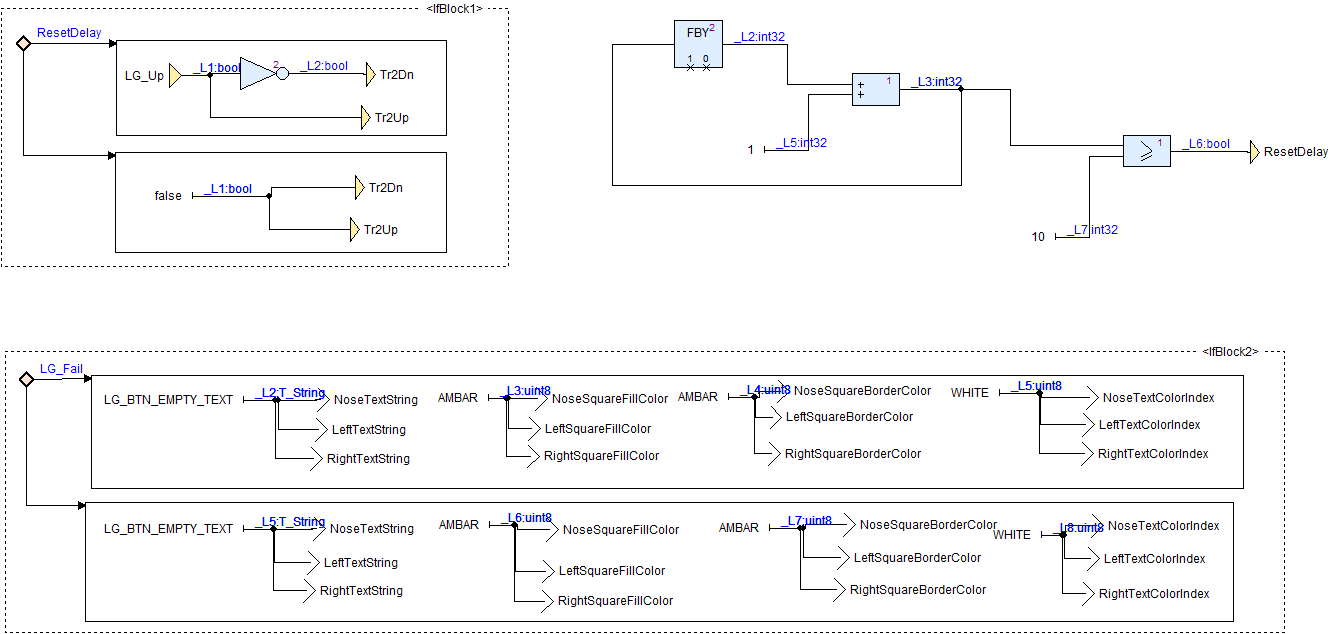 <IfBlock1>
ResetDelay
LG_Up
_L1:bool
2
_L2:bool
Tr2Dn
Tr2Up
false
_L1:bool
Tr2Dn
Tr2Up
FBY
2
1 0
_L2:int32
+
+
1
_L3:int32
1
_L5:int32
1
_L6:bool
ResetDelay
10
_L7:int32
<IfBlock2>
LG_Fail
LG_BTN_EMPTY_TEXT
_L2:T_String
NoseTextString
LeftTextString
RightTextString
AMBAR
_L3:uint8
NoseSquareFillColor
LeftSquareFillColor
RightSquareFillColor
AMBAR
_L4:uint8
NoseSquareBorderColor
LeftSquareBorderColor
RightSquareBorderColor
WHITE
_L5:uint8
NoseTextColorIndex
LeftTextColorIndex
RightTextColorIndex
LG_BTN_EMPTY_TEXT
_L5:T_String
NoseTextString
LeftTextString
RightTextString
AMBAR
_L6:uint8
NoseSquareFillColor
LeftSquareFillColor
RightSquareFillColor
AMBAR
_L7:uint8
NoseSquareBorderColor
LeftSquareBorderColor
RightSquareBorderColor
WHITE
_L8:uint8
NoseTextColorIndex
LeftTextColorIndex
RightTextColorIndex